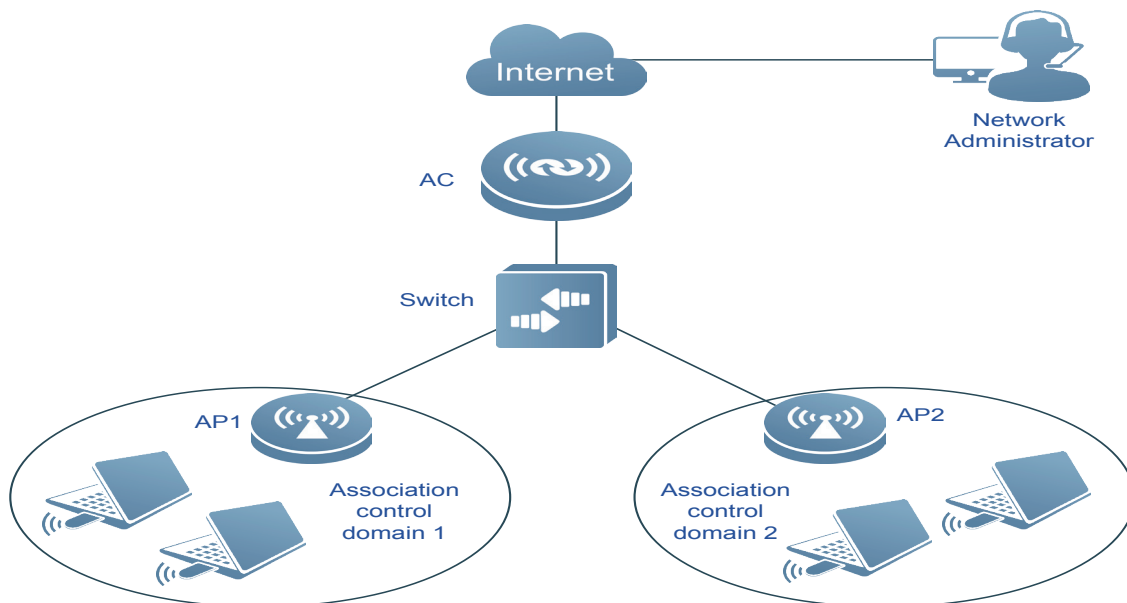 Internet
Network
Administrator
AC
Switch
AP1
AP2
Association
control
domain 1
Association
control
domain 2